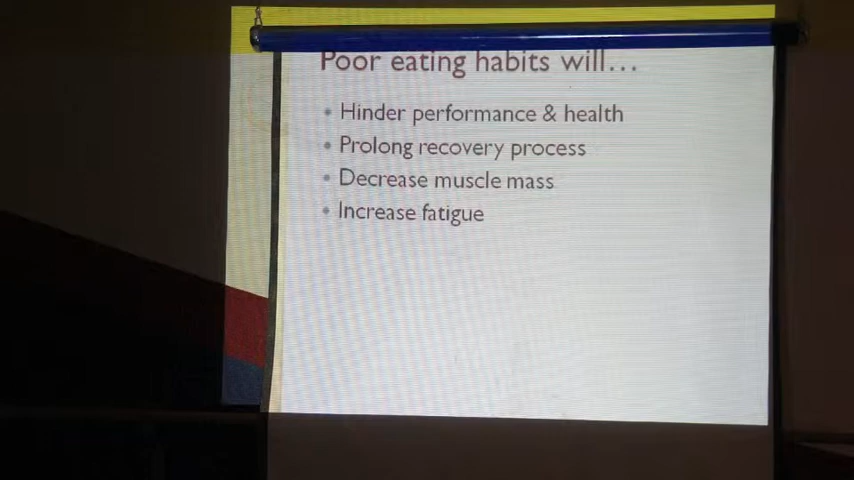 Poor eating habits will...
• Hinder performance & health
• Prolong recovery process
• Decrease muscle mass
• Increase fatigue